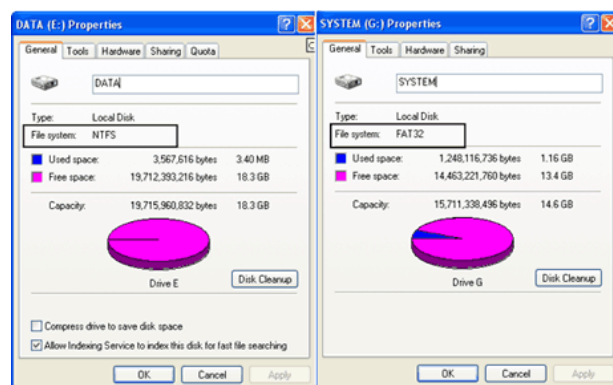 DATA (E:) Properties
General Tools Hardware Sharing Quota
DATA
Type: Local Disk
File system: NTFS
Used space: 3,567,616 bytes 3.40 MB
Free space: 19,712,393,216 bytes 18.3 GB
Capacity: 19,715,960,832 bytes 18.3 GB
Drive E
Disk Cleanup
Compress drive to save disk space
Allow Indexing Service to index this disk for fast file searching
OK Cancel Apply
SYSTEM (G:) Properties
General Tools Hardware Sharing
SYSTEM
Type: Local Disk
File system: FAT32
Used space: 1,248,116,736 bytes 1.16 GB
Free space: 14,463,221,760 bytes 13.4 GB
Capacity: 15,711,338,496 bytes 14.6 GB
Drive G
Disk Cleanup
OK Cancel Apply